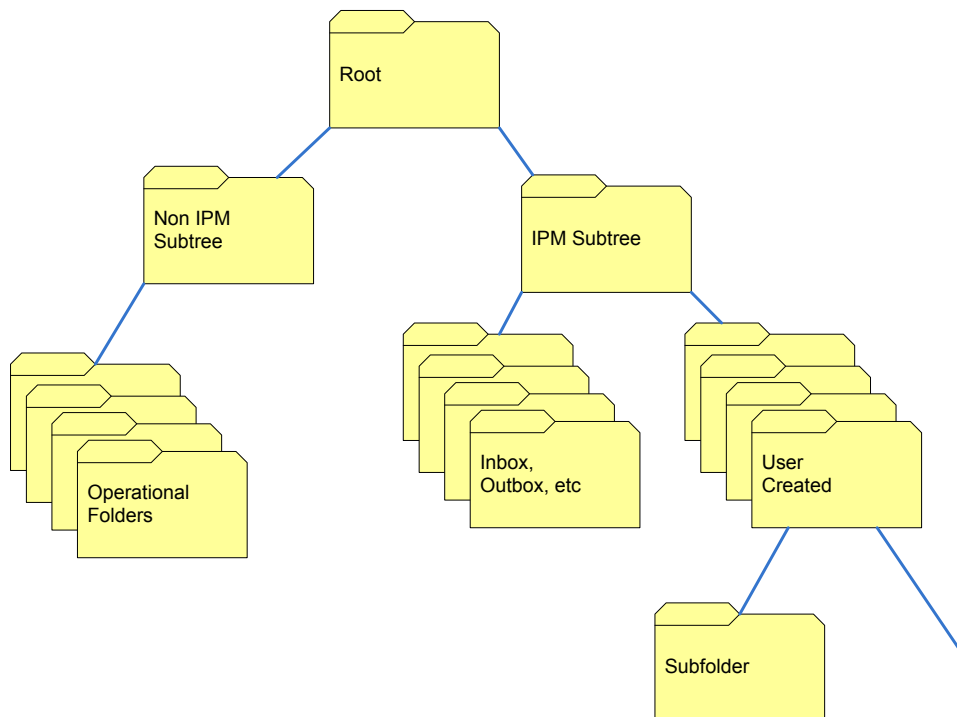 Root
Non IPM
Subtree
IPM Subtree
Operational
Folders
Inbox,
Outbox, etc
User
Created
Subfolder